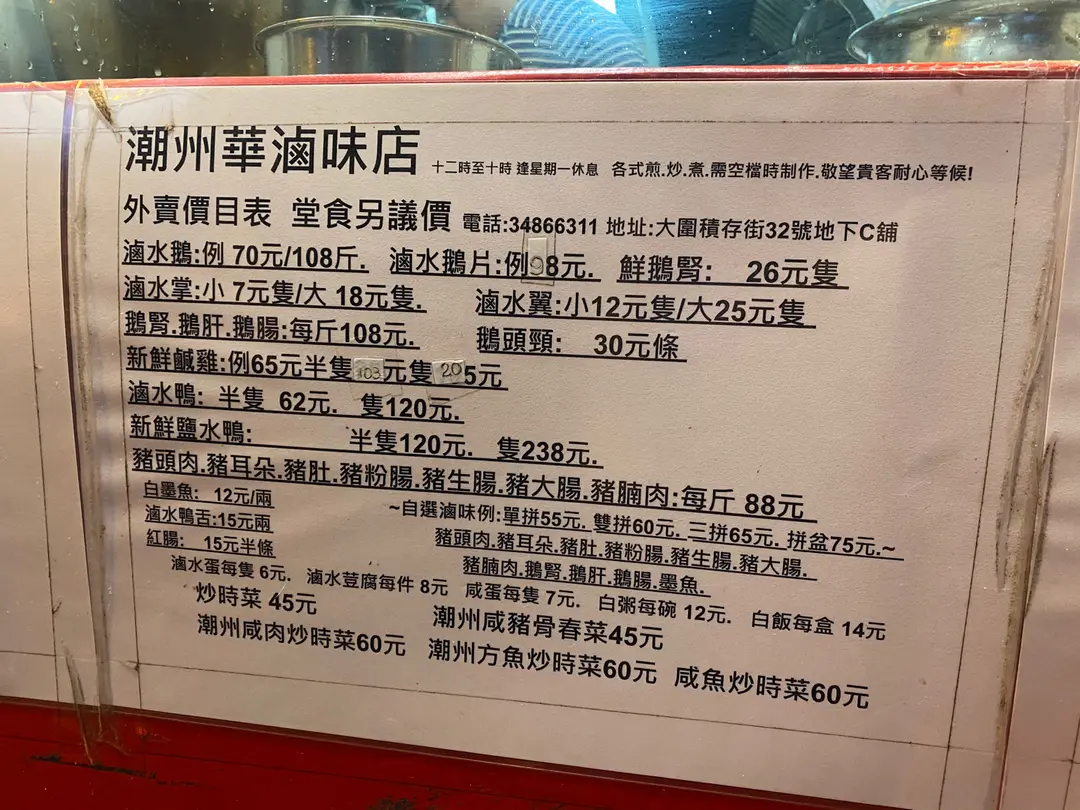 潮州華滷味店 十二時至十時 逢星期一休息 各式煎.炒.煮.需空檔時制作.敬望貴客耐心等候!
外賣價目表 堂食另議價 電話:34866311 地址:大圍積存街32號地下C舖
滷水鵝:例 70元/108斤. 滷水鵝片:例98元. 鮮鵝腎: 26元隻
滷水掌:小 7元隻/大 18元隻. 滷水翼:小12元隻/大25元隻
鵝腎.鵝肝.鵝腸:每斤108元. 鵝頭頸: 30元條
新鮮鹹雞:例65元半隻103元隻205元
滷水鴨: 半隻 62元. 隻120元.
新鮮鹽水鴨: 半隻120元. 隻238元.
豬頭肉.豬耳朵.豬肚.豬粉腸.豬生腸.豬大腸.豬腩肉:每斤 88元
白墨魚: 12元/兩 ~自選滷味例:單拼55元. 雙拼60元. 三拼65元. 拼盆75元.~
滷水鴨舌:15元兩 豬頭肉.豬耳朵.豬肚.豬粉腸.豬生腸.豬大腸.
紅腸: 15元半條 豬腩肉.鵝腎.鵝肝.鵝腸.墨魚.
滷水蛋每隻 6元. 滷水荳腐每件 8元 咸蛋每隻 7元. 白粥每碗 12元. 白飯每盒 14元
炒時菜 45元 潮州咸豬骨春菜45元
潮州咸肉炒時菜60元 潮州方魚炒時菜60元 咸魚炒時菜60元